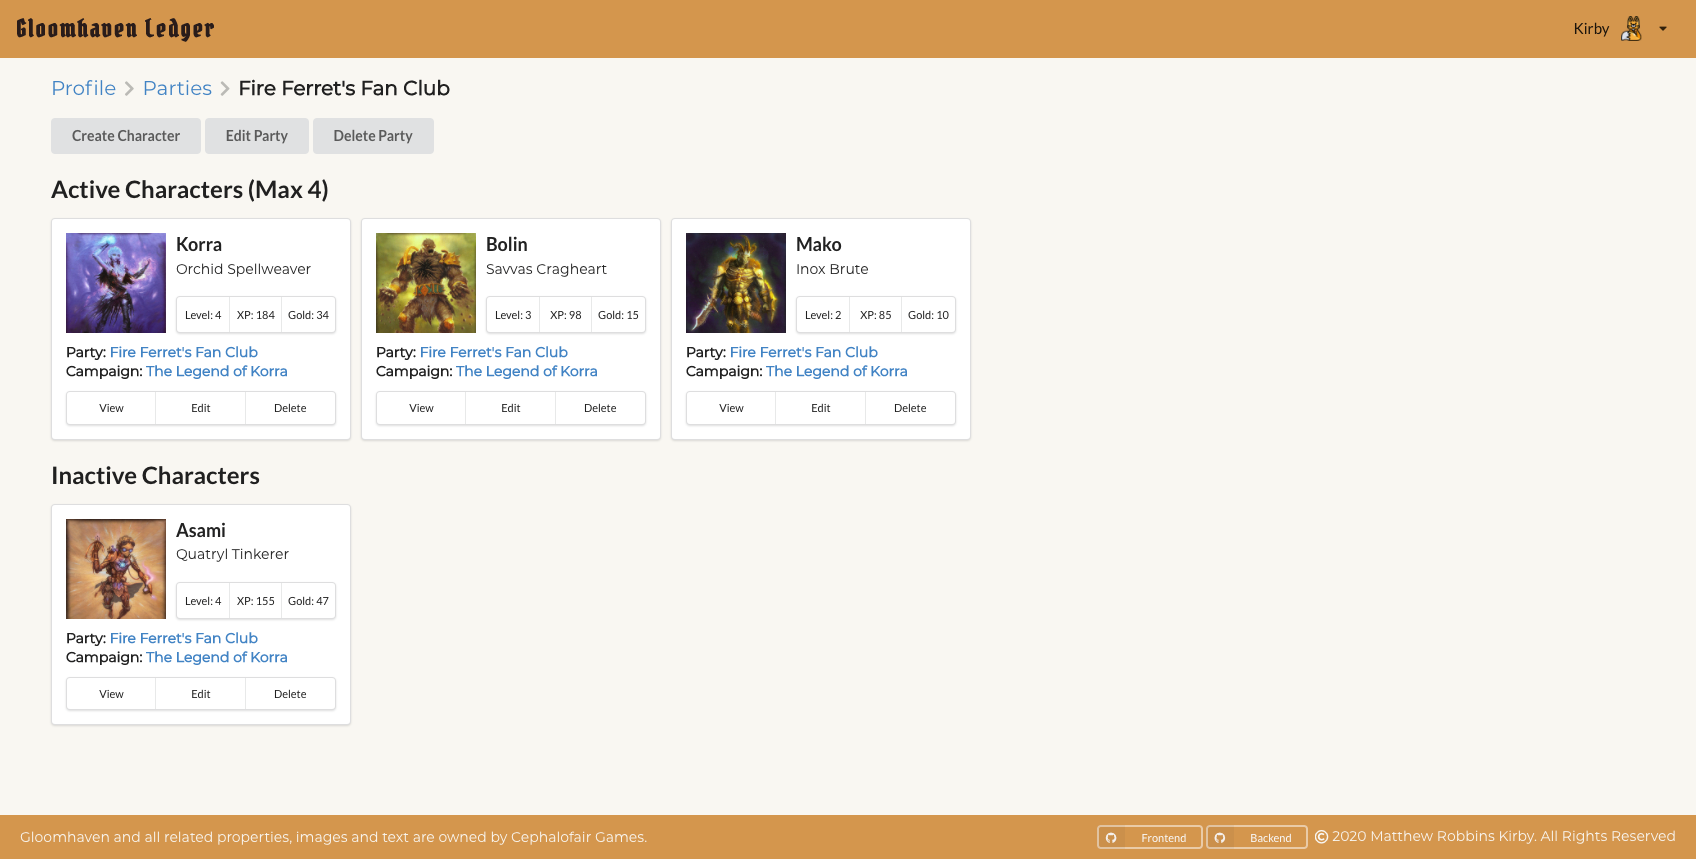 Gloomhaven Ledger
Kirby
Profile Parties Fire Ferret's Fan Club
Create Character Edit Party Delete Party
Active Characters (Max 4)
Korra
Orchid Spellweaver
Level: 4 XP: 184 Gold: 34
Party: Fire Ferret's Fan Club
Campaign: The Legend of Korra
View Edit Delete
Bolin
Savvas Cragheart
Level: 3 XP: 98 Gold: 15
Party: Fire Ferret's Fan Club
Campaign: The Legend of Korra
View Edit Delete
Mako
Inox Brute
Level: 2 XP: 85 Gold: 10
Party: Fire Ferret's Fan Club
Campaign: The Legend of Korra
View Edit Delete
Inactive Characters
Asami
Quatryl Tinkerer
Level: 4 XP: 155 Gold: 47
Party: Fire Ferret's Fan Club
Campaign: The Legend of Korra
View Edit Delete
Gloomhaven and all related properties, images and text are owned by Cephalofair Games.
Frontend Backend © 2020 Matthew Robbins Kirby. All Rights Reserved